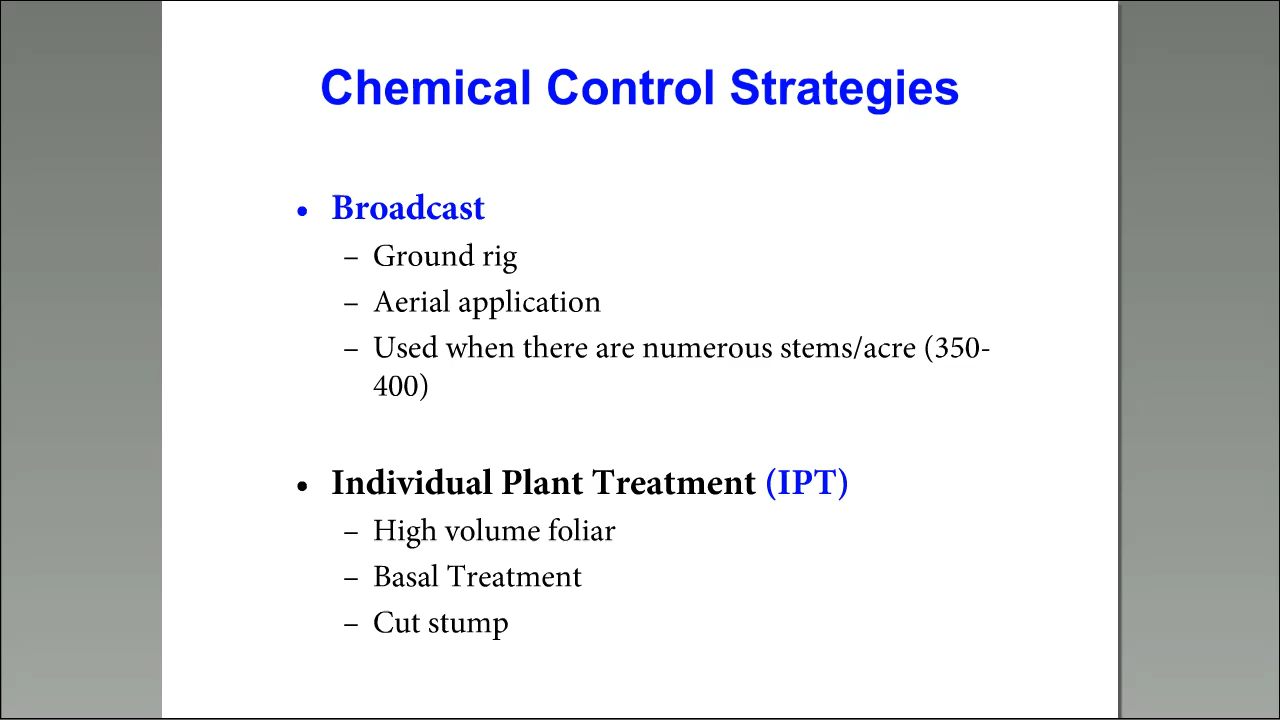 Chemical Control Strategies
• Broadcast
– Ground rig
– Aerial application
– Used when there are numerous stems/acre (350-
400)
• Individual Plant Treatment (IPT)
– High volume foliar
– Basal Treatment
– Cut stump